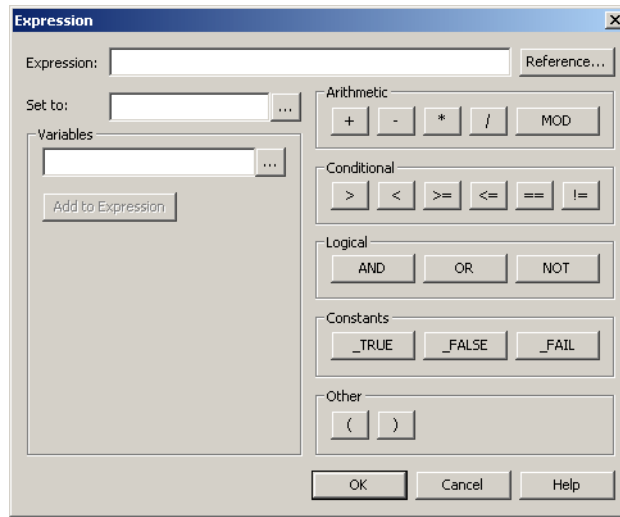 Expression
Expression:
Reference...
Set to:
...
Variables
...
Add to Expression
Arithmetic
+ - * / MOD
Conditional
> < >= <= == !=
Logical
AND OR NOT
Constants
_TRUE _FALSE _FAIL
Other
( )
OK Cancel Help